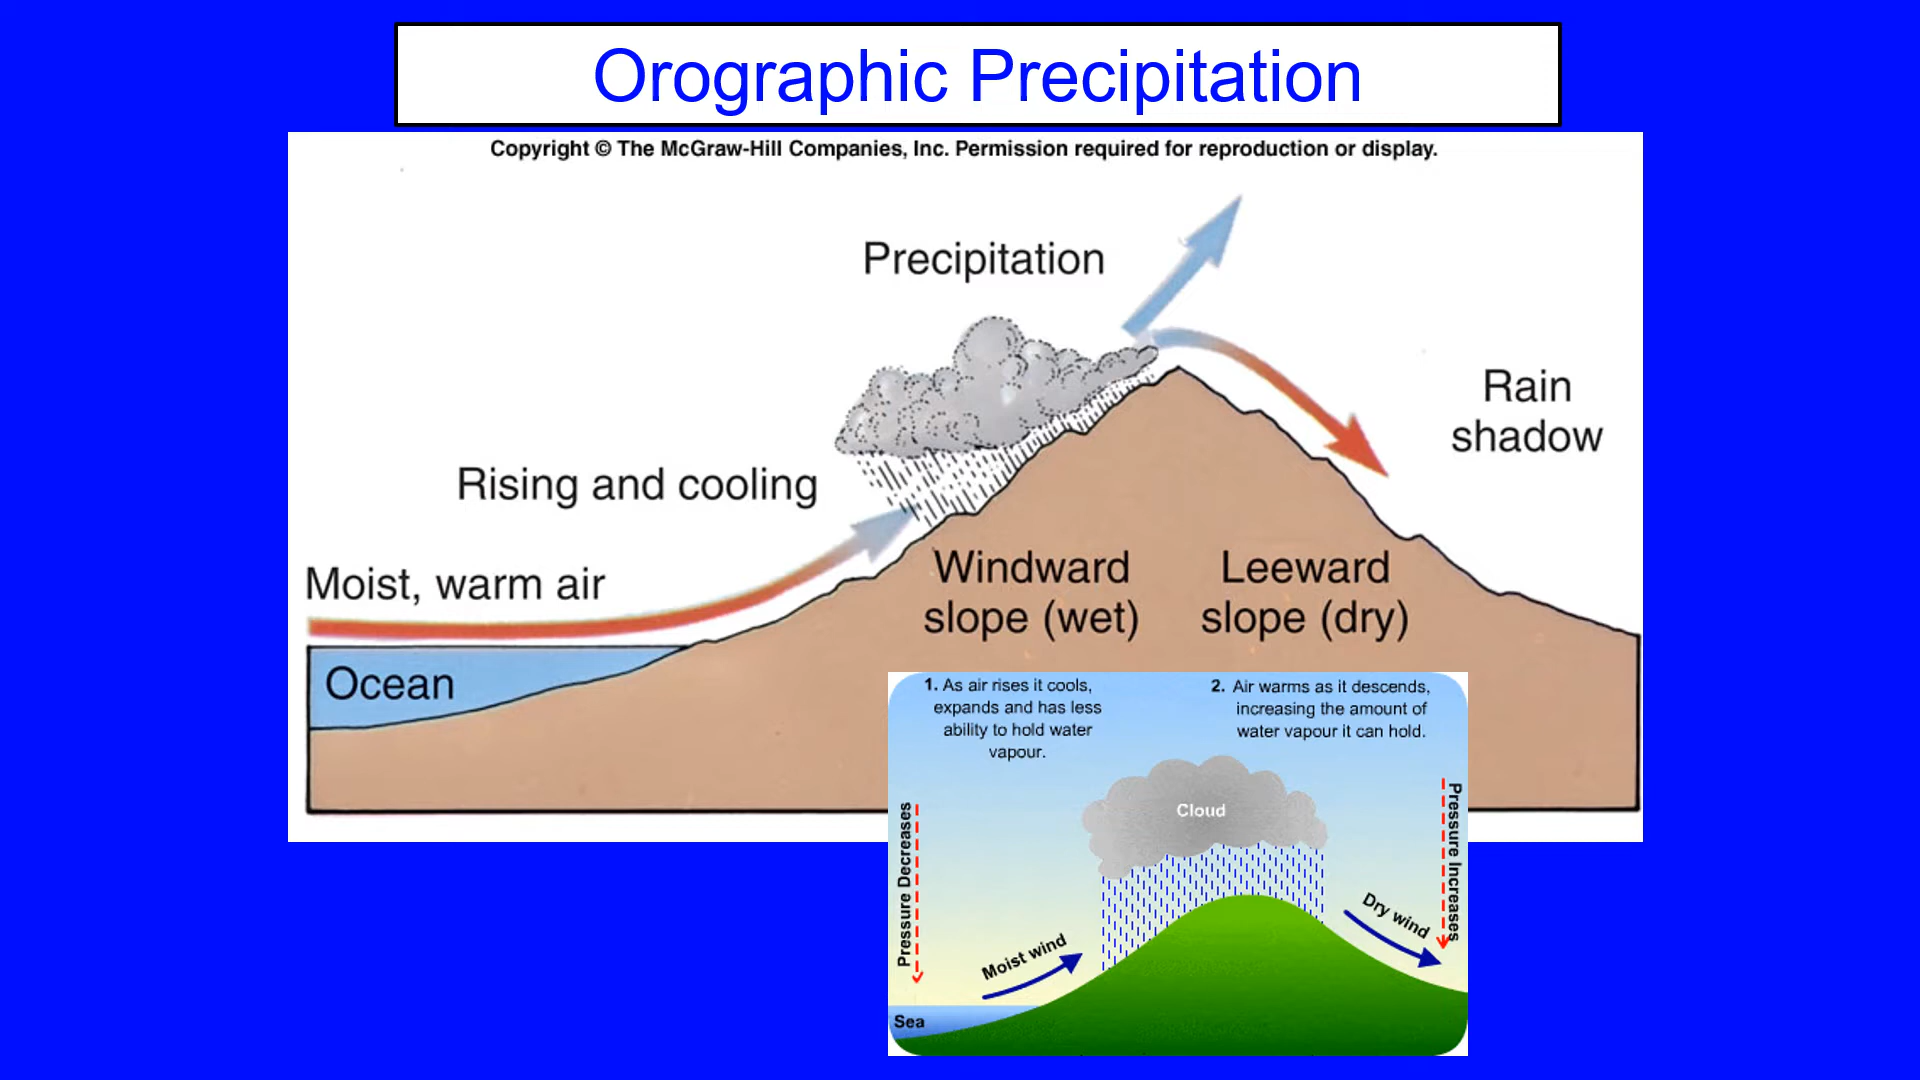 Orographic Precipitation
Copyright © The McGraw-Hill Companies, Inc. Permission required for reproduction or display.
Precipitation
Rain
shadow
Rising and cooling
Moist, warm air
Windward
slope (wet)
Leeward
slope (dry)
Ocean
1. As air rises it cools,
expands and has less
ability to hold water
vapour.
2. Air warms as it descends,
increasing the amount of
water vapour it can hold.
Cloud
Pressure Decreases
Pressure Increases
Moist wind
Dry wind
Sea